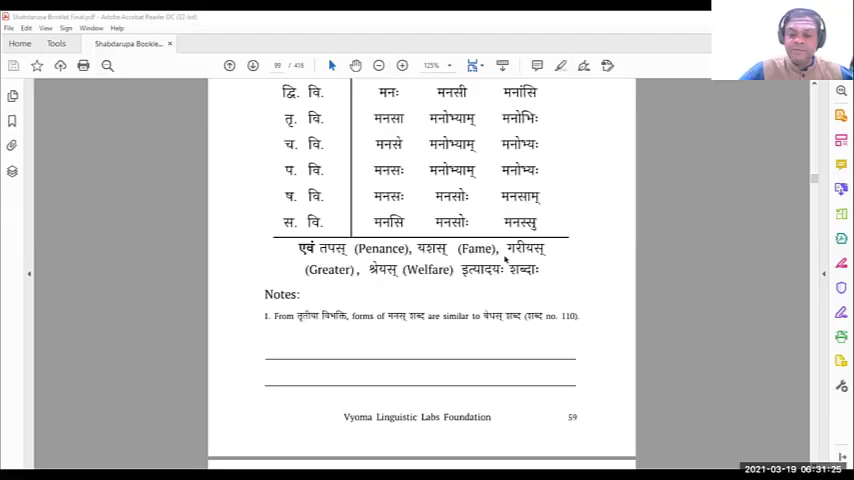 Shabdarupa Booklet Final.pdf - Adobe Acrobat Reader DC (32-bit)
File Edit View Sign Window Help
Home Tools Shabdarupa Bookle... ×
99 / 416 125%
द्वि. वि. मनः मनसी मनांसि
तृ. वि. मनसा मनोभ्याम् मनोभिः
च. वि. मनसे मनोभ्याम् मनोभ्यः
प. वि. मनसः मनोभ्याम् मनोभ्यः
ष. वि. मनसः मनसोः मनसाम्
स. वि. मनसि मनसोः मनस्सु
एवं तपस् (Penance), यशस् (Fame), गरीयस्
(Greater), श्रेयस् (Welfare) इत्यादयः शब्दाः
Notes:
1. From तृतीया विभक्ति, forms of मनस् शब्द are similar to वेधस् शब्द (शब्द no. 110).
Vyoma Linguistic Labs Foundation 59
2021-03-19 06:31:25